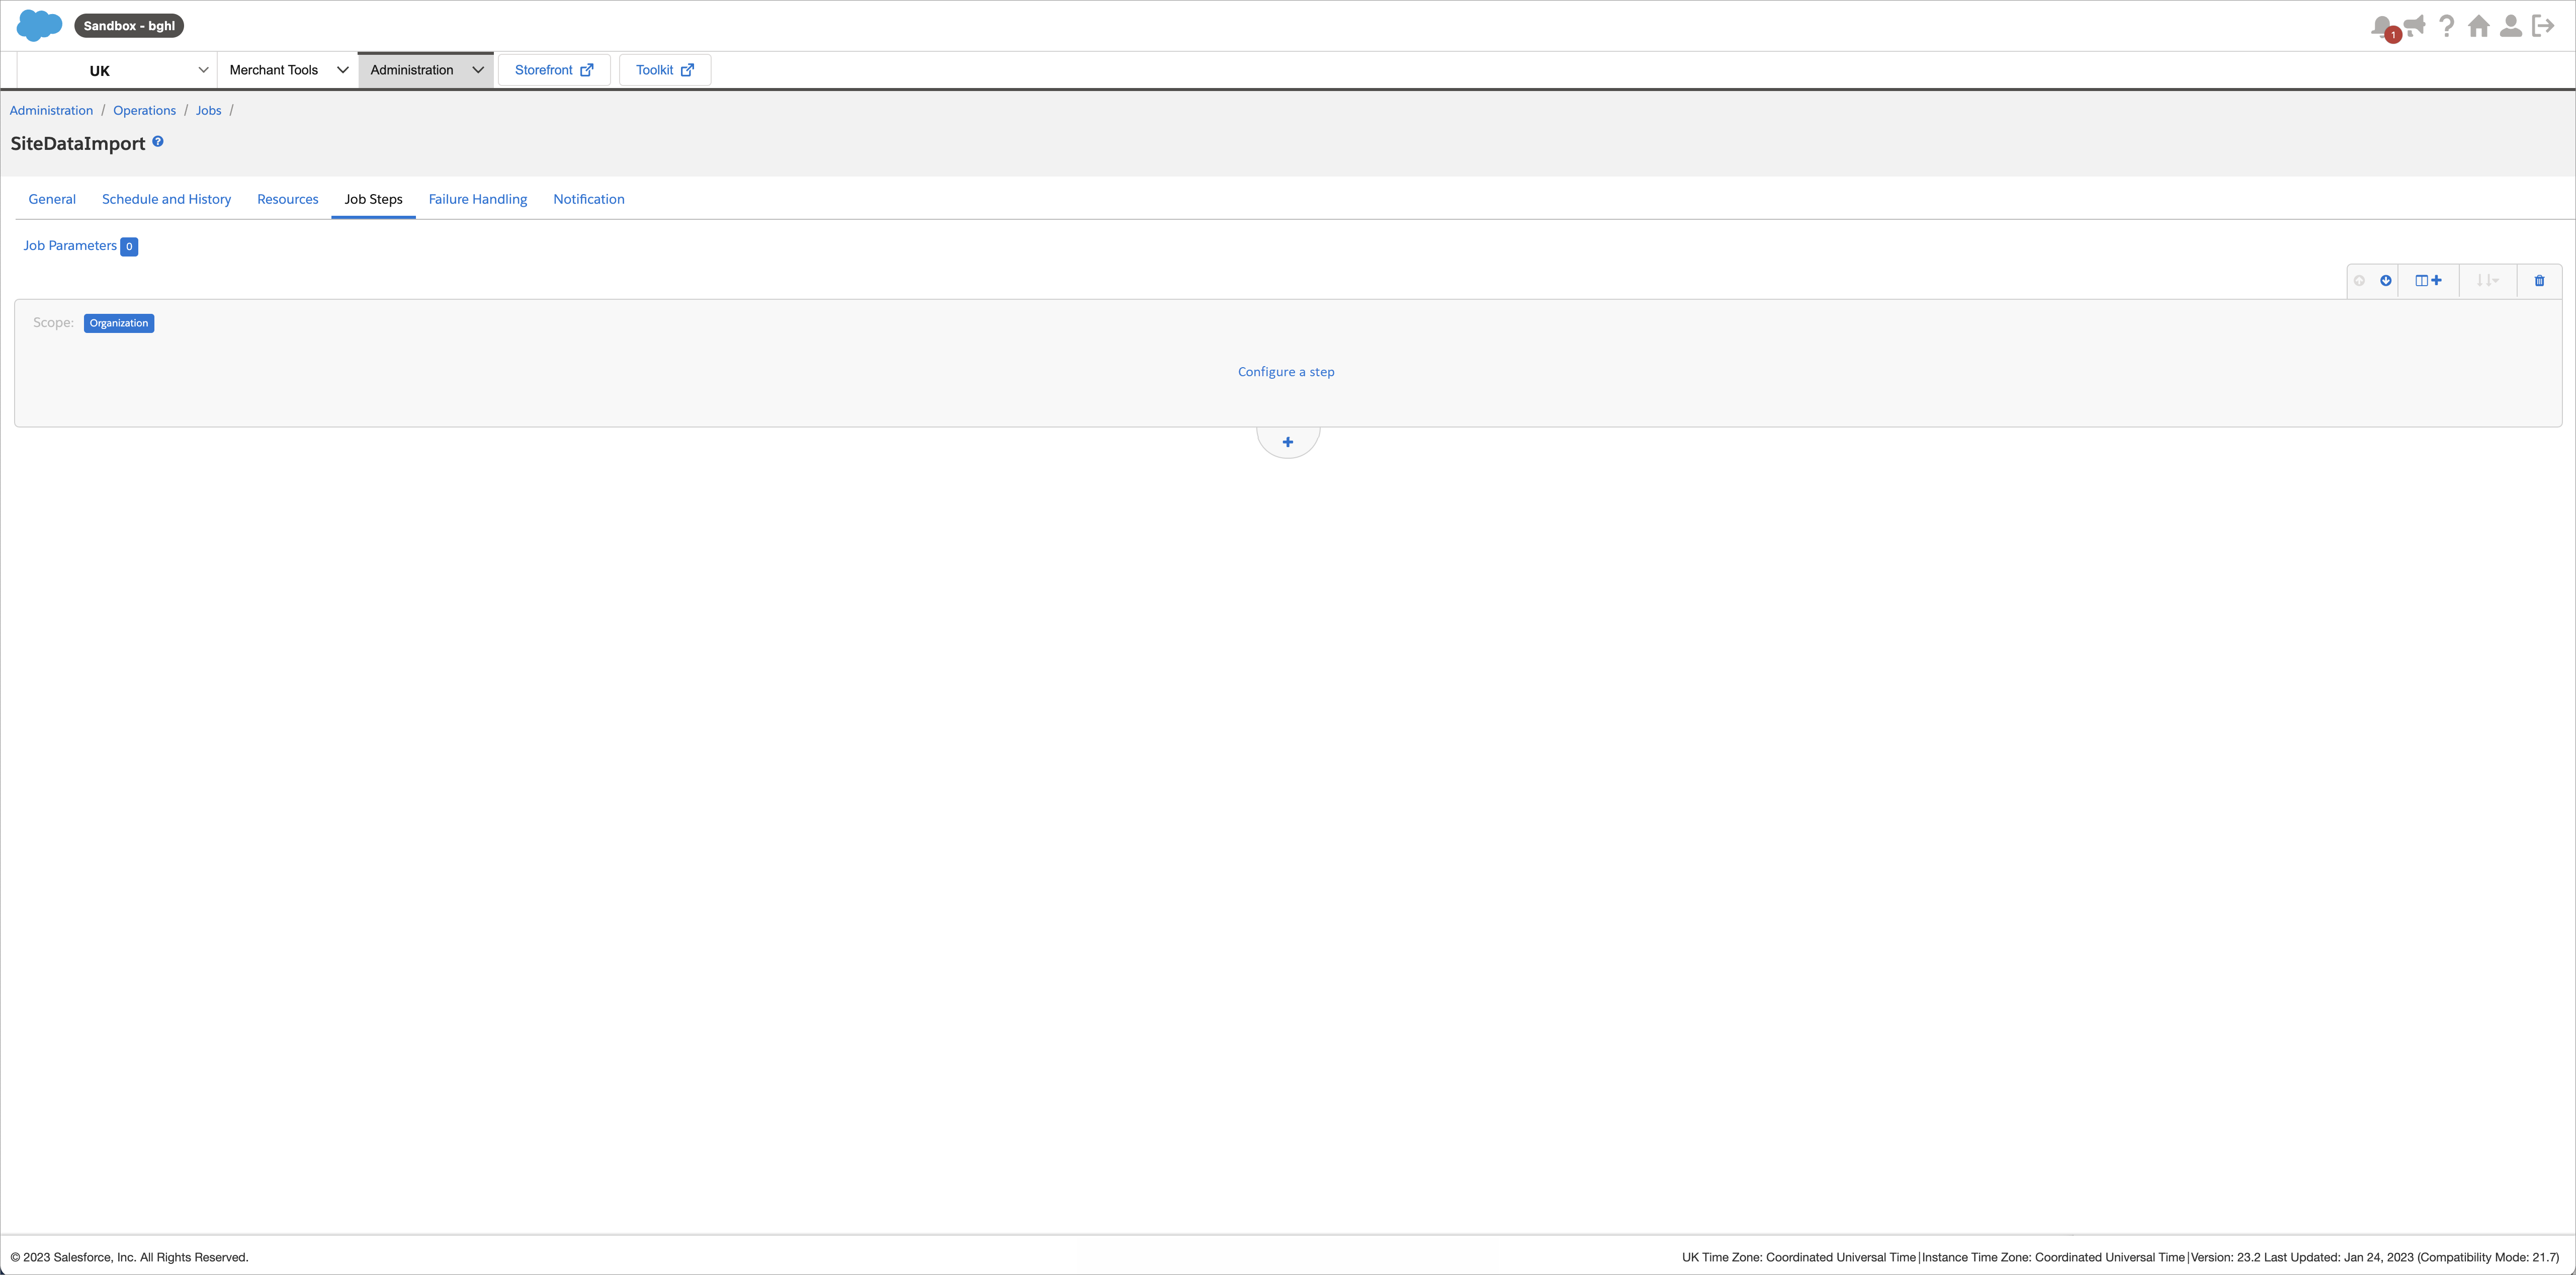 Sandbox - bghl
1
UK Merchant Tools Administration Storefront Toolkit
Administration / Operations / Jobs /
SiteDataImport ?
General Schedule and History Resources Job Steps Failure Handling Notification
Job Parameters 0
Scope: Organization
Configure a step
© 2023 Salesforce, Inc. All Rights Reserved.
UK Time Zone: Coordinated Universal Time|Instance Time Zone: Coordinated Universal Time|Version: 23.2 Last Updated: Jan 24, 2023 (Compatibility Mode: 21.7)